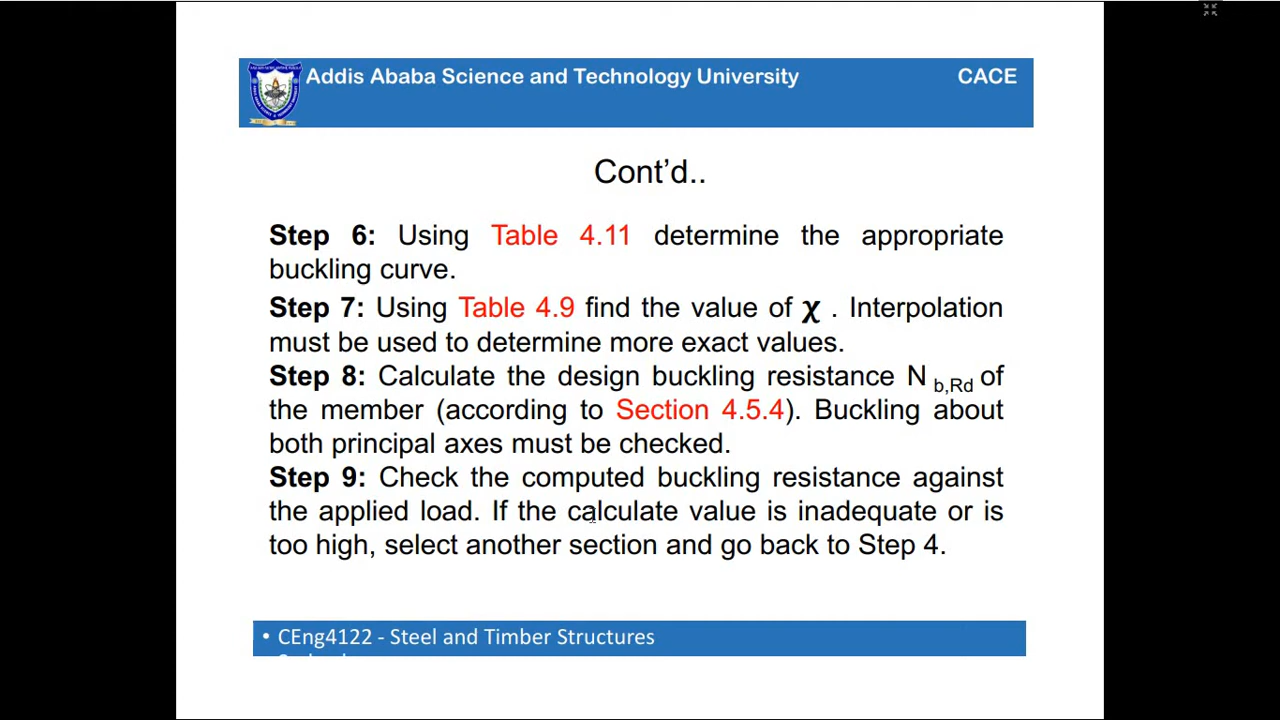 Addis Ababa Science and Technology University CACE
Cont’d..
Step 6: Using Table 4.11 determine the appropriate
buckling curve.
Step 7: Using Table 4.9 find the value of χ . Interpolation
must be used to determine more exact values.
Step 8: Calculate the design buckling resistance N b,Rd of
the member (according to Section 4.5.4). Buckling about
both principal axes must be checked.
Step 9: Check the computed buckling resistance against
the applied load. If the calculate value is inadequate or is
too high, select another section and go back to Step 4.
• CEng4122 - Steel and Timber Structures